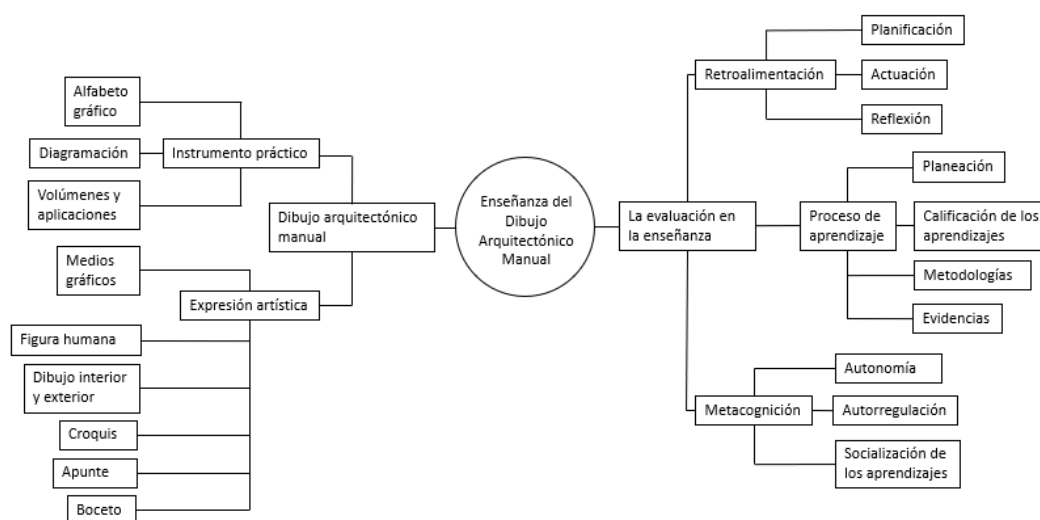 Enseñanza del
Dibujo
Arquitectónico
Manual
Dibujo arquitectónico
manual
Instrumento práctico
Alfabeto
gráfico
Diagramación
Volúmenes y
aplicaciones
Expresión artística
Medios
gráficos
Figura humana
Dibujo interior
y exterior
Croquis
Apunte
Boceto
La evaluación en
la enseñanza
Retroalimentación
Planificación
Actuación
Reflexión
Proceso de
aprendizaje
Planeación
Calificación de los
aprendizajes
Metodologías
Evidencias
Metacognición
Autonomía
Autorregulación
Socialización de
los aprendizajes